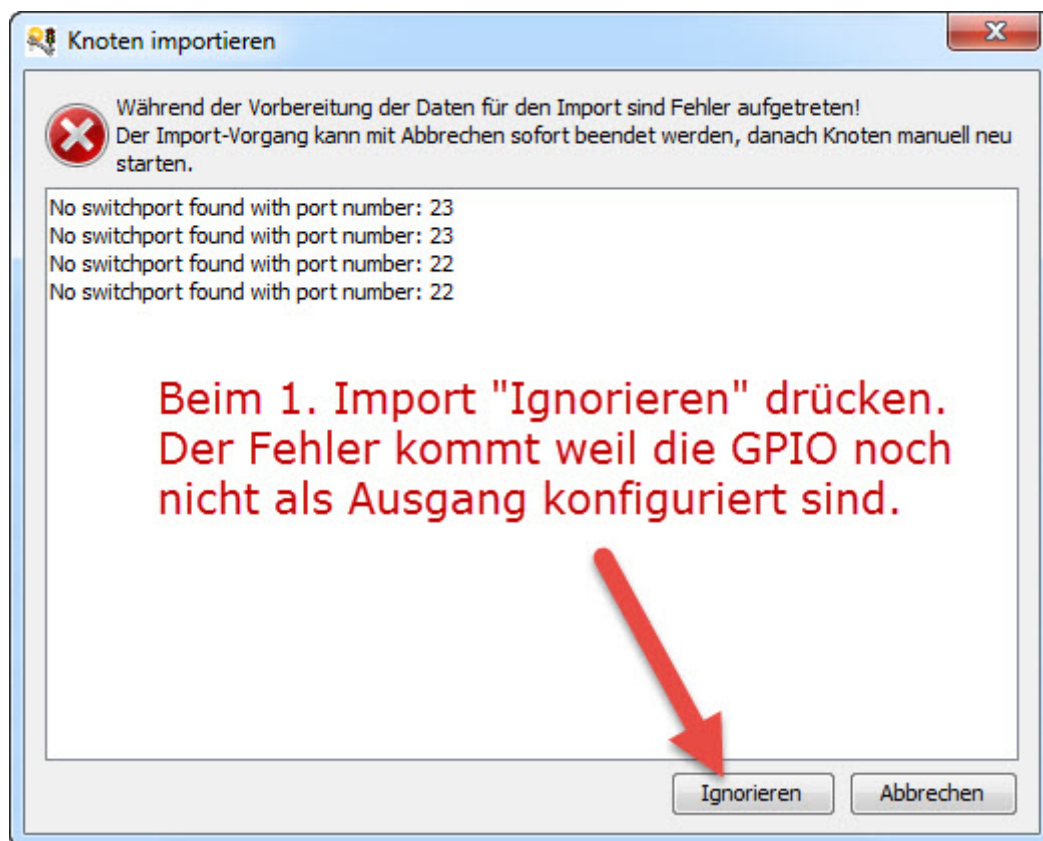 Knoten importieren
Während der Vorbereitung der Daten für den Import sind Fehler aufgetreten!
Der Import-Vorgang kann mit Abbrechen sofort beendet werden, danach Knoten manuell neu
starten.
No switchport found with port number: 23
No switchport found with port number: 23
No switchport found with port number: 22
No switchport found with port number: 22
Beim 1. Import "Ignorieren" drücken.
Der Fehler kommt weil die GPIO noch
nicht als Ausgang konfiguriert sind.
Ignorieren
Abbrechen